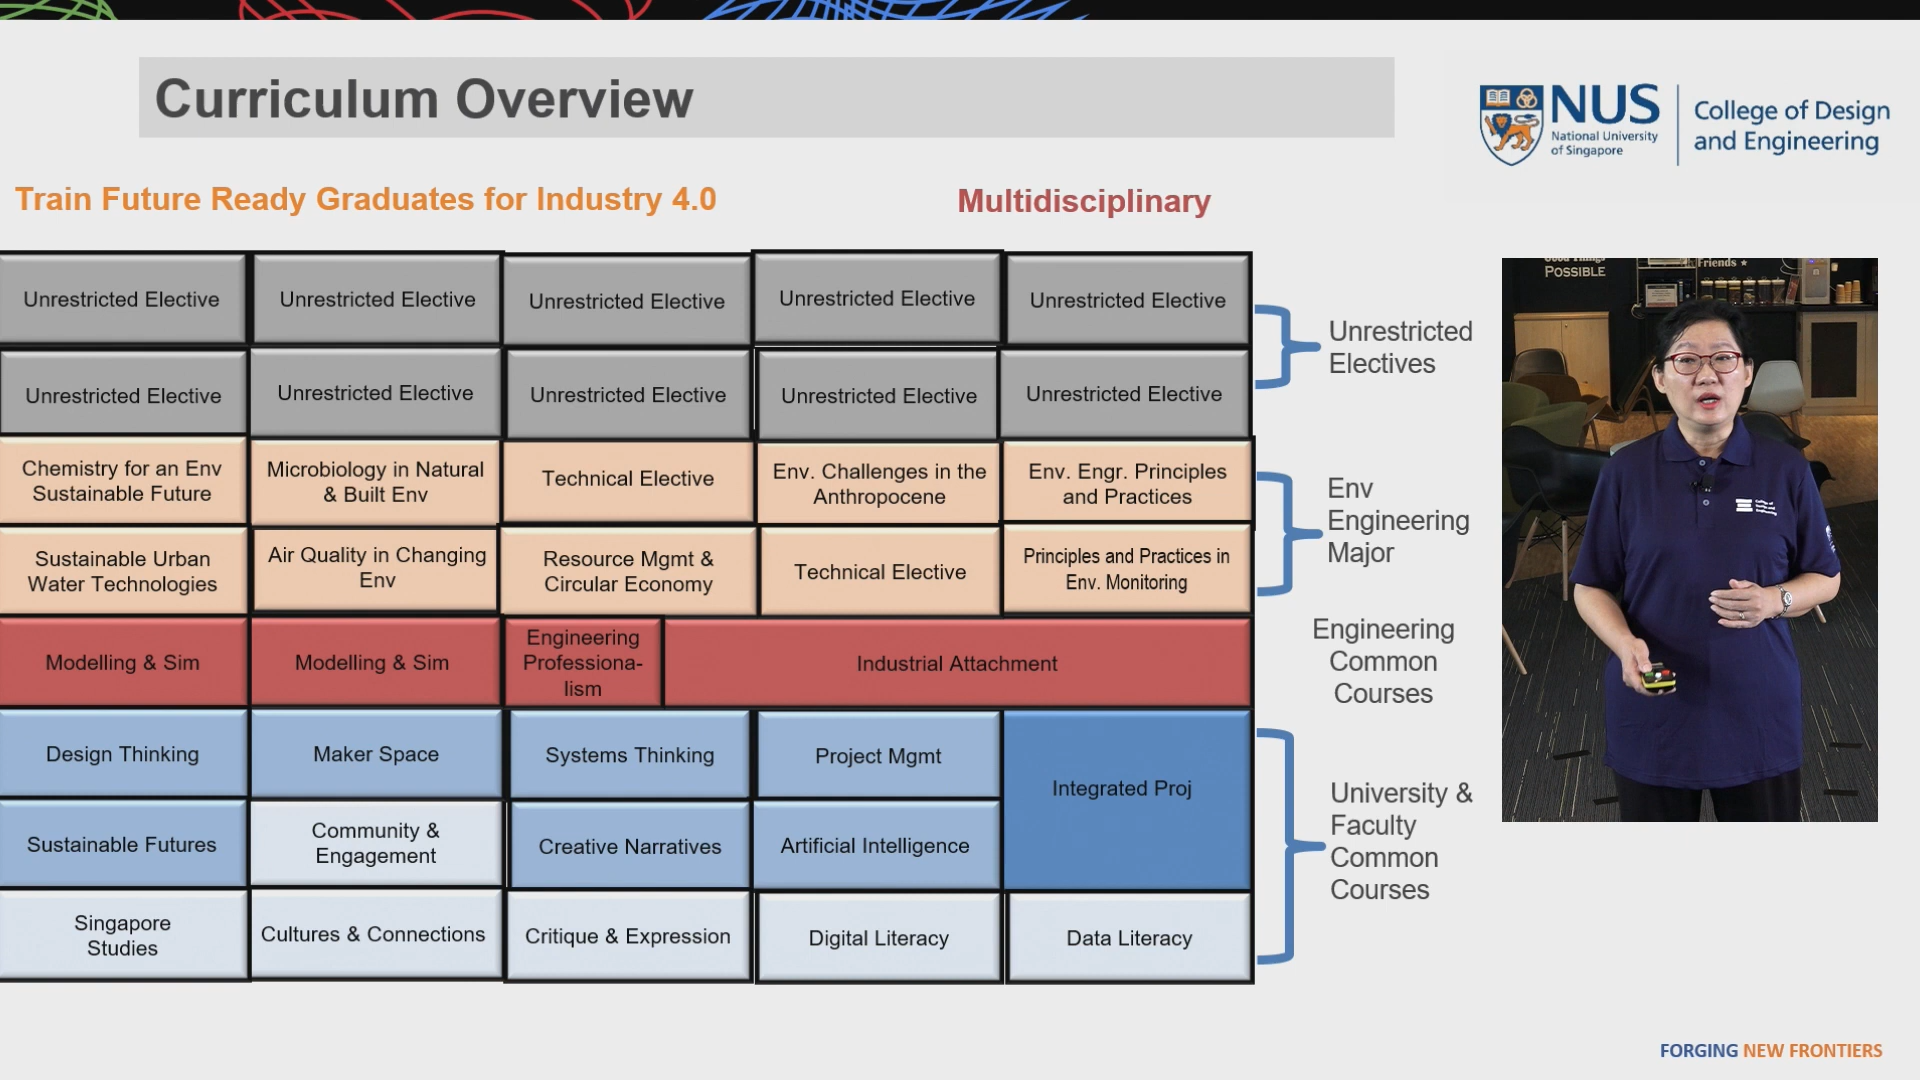 Curriculum Overview
NUS
National University
of Singapore
College of Design
and Engineering
Train Future Ready Graduates for Industry 4.0
Multidisciplinary
Unrestricted Elective
Unrestricted Elective
Unrestricted Elective
Unrestricted Elective
Unrestricted Elective
Unrestricted
Electives
Unrestricted Elective
Unrestricted Elective
Unrestricted Elective
Unrestricted Elective
Unrestricted Elective
Chemistry for an Env
Sustainable Future
Microbiology in Natural
& Built Env
Technical Elective
Env. Challenges in the
Anthropocene
Env. Engr. Principles
and Practices
Env
Engineering
Major
Sustainable Urban
Water Technologies
Air Quality in Changing
Env
Resource Mgmt &
Circular Economy
Technical Elective
Principles and Practices in
Env. Monitoring
Modelling & Sim
Modelling & Sim
Engineering
Professiona-
lism
Industrial Attachment
Engineering
Common
Courses
Design Thinking
Maker Space
Systems Thinking
Project Mgmt
Integrated Proj
University &
Faculty
Common
Courses
Sustainable Futures
Community &
Engagement
Creative Narratives
Artificial Intelligence
Singapore
Studies
Cultures & Connections
Critique & Expression
Digital Literacy
Data Literacy
POSSIBLE
Friends
FORGING NEW FRONTIERS